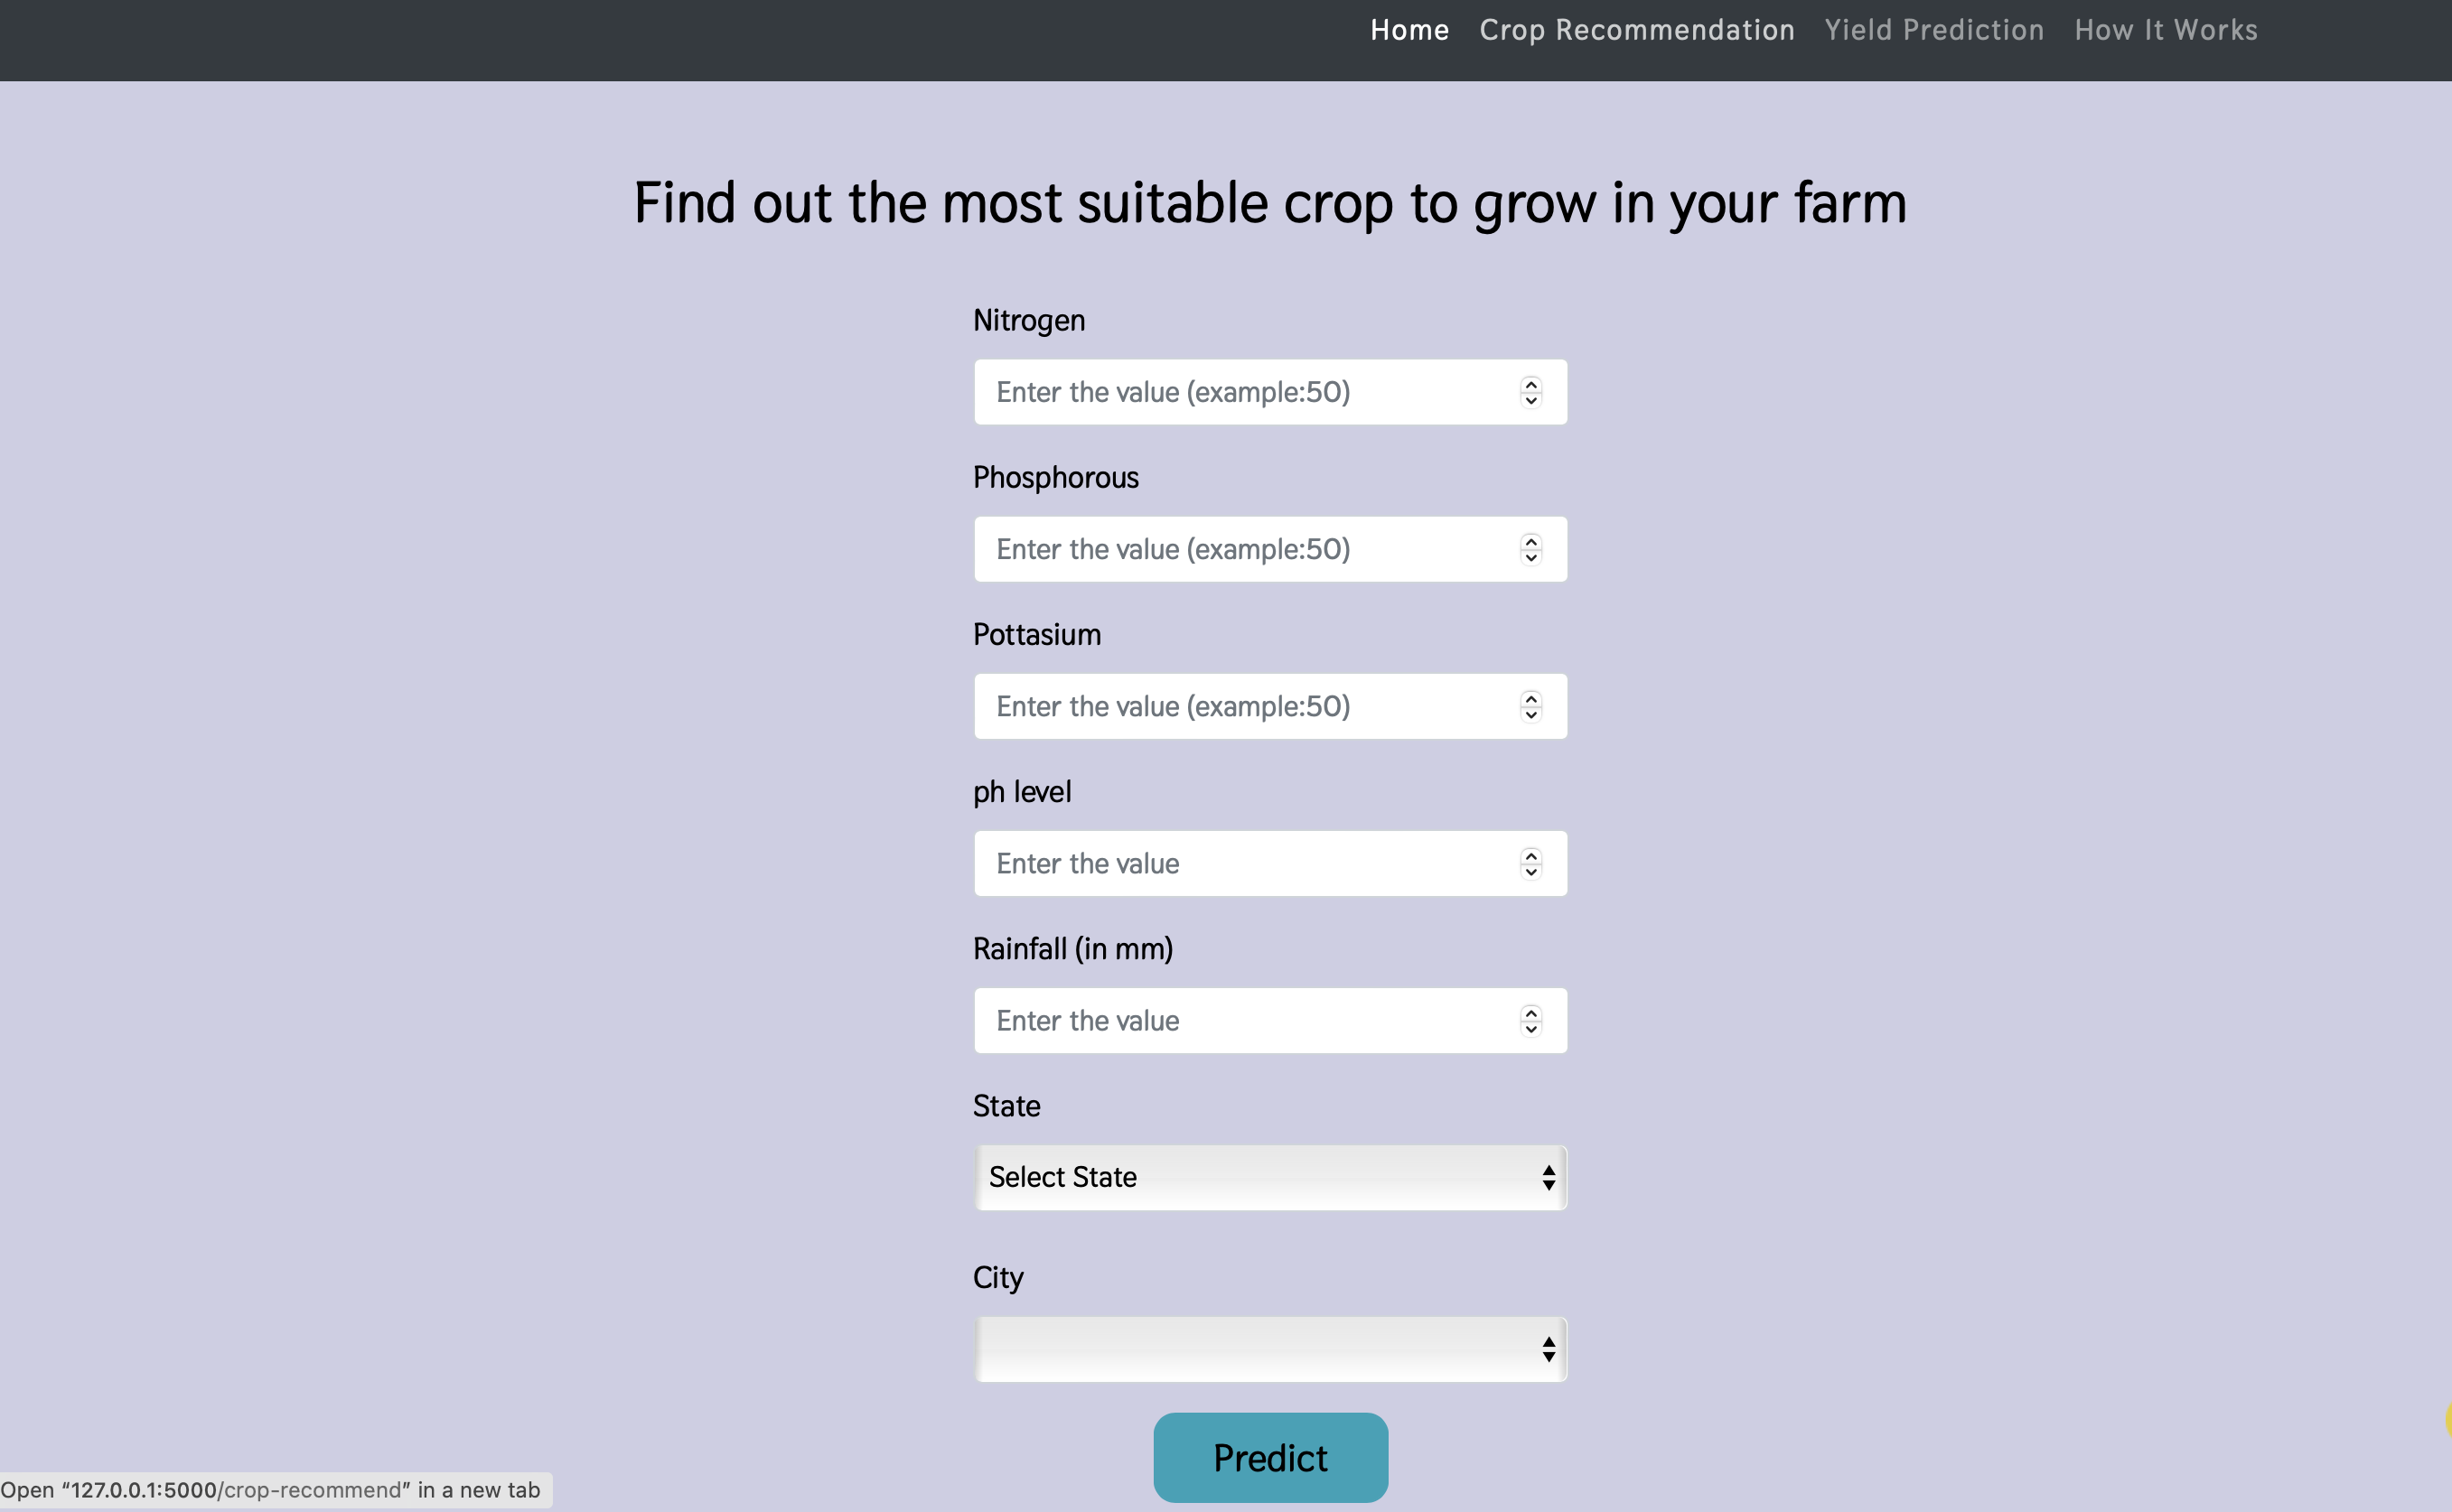 Home Crop Recommendation Yield Prediction How It Works
Find out the most suitable crop to grow in your farm
Nitrogen
Enter the value (example:50)
Phosphorous
Enter the value (example:50)
Pottasium
Enter the value (example:50)
ph level
Enter the value
Rainfall (in mm)
Enter the value
State
Select State
City
Predict
Open “127.0.0.1:5000/crop-recommend” in a new tab